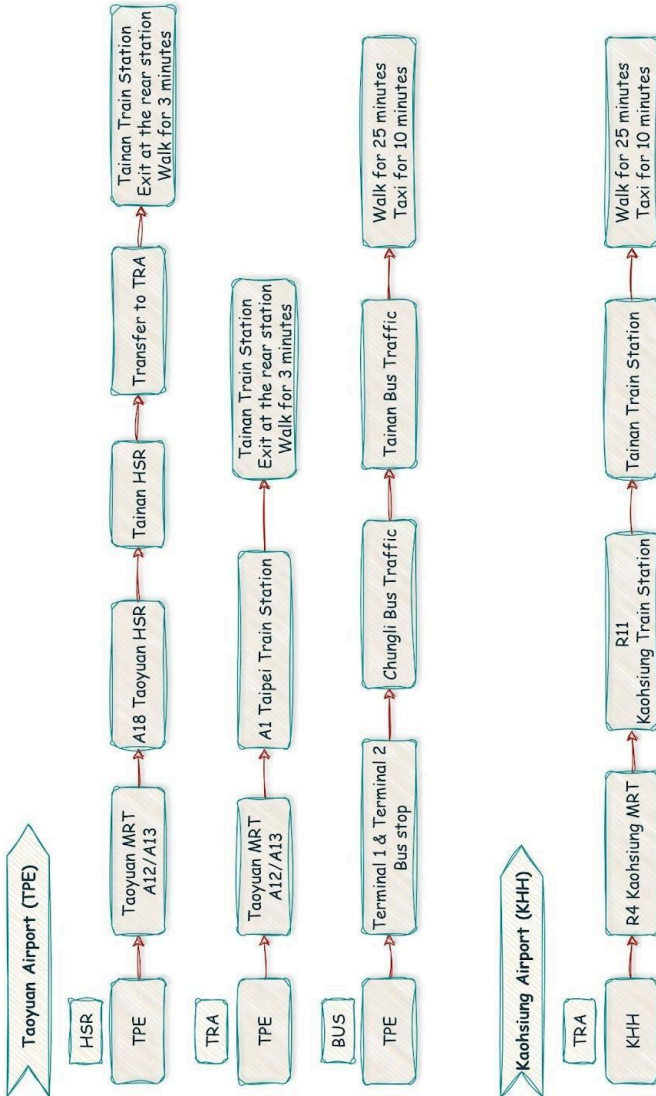 Taoyuan Airport (TPE)
HSR
TPE
Taoyuan MRT
A12/A13
A18 Taoyuan HSR
Tainan HSR
Transfer to TRA
Tainan Train Station
Exit at the rear station
Walk for 3 minutes
TRA
TPE
Taoyuan MRT
A12/A13
A1 Taipei Train Station
Tainan Train Station
Exit at the rear station
Walk for 3 minutes
BUS
TPE
Terminal 1 & Terminal 2
Bus stop
Chungli Bus Traffic
Tainan Bus Traffic
Walk for 25 minutes
Taxi for 10 minutes
Kaohsiung Airport (KHH)
TRA
KHH
R4 Kaohsiung MRT
R11
Kaohsiung Train Station
Tainan Train Station
Walk for 25 minutes
Taxi for 10 minutes